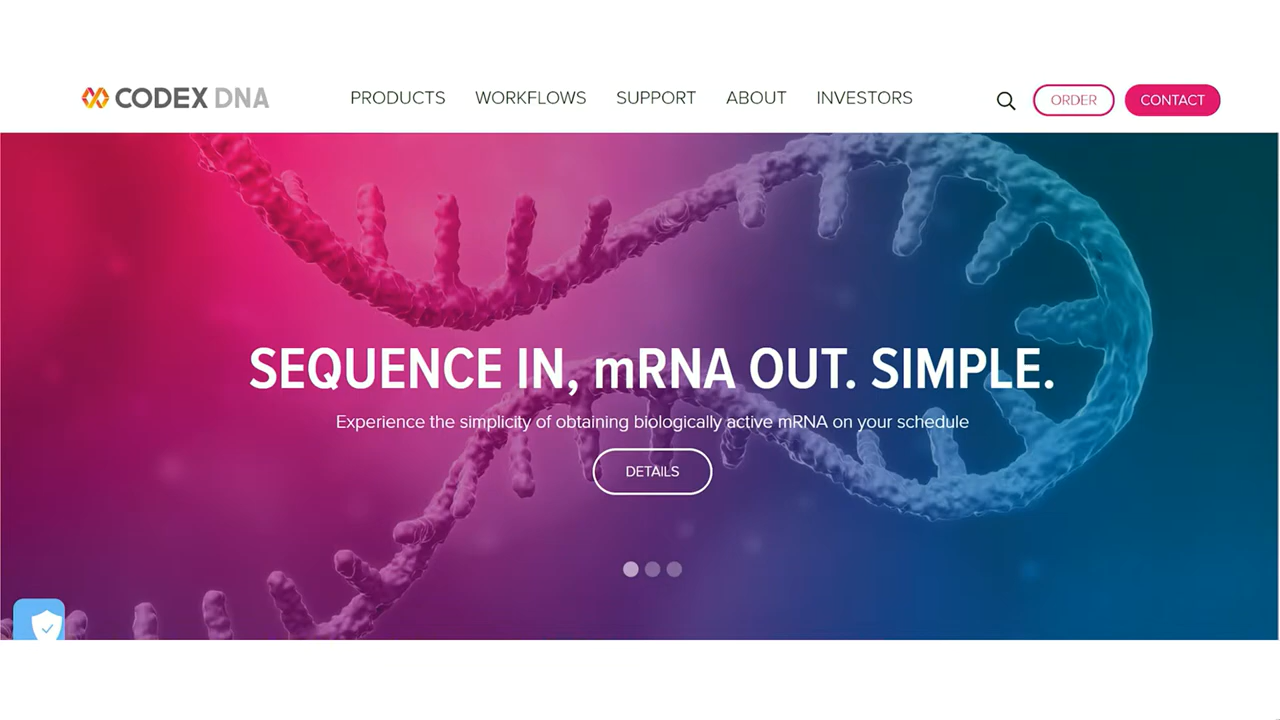 CODEX DNA
PRODUCTS WORKFLOWS SUPPORT ABOUT INVESTORS
ORDER
CONTACT
SEQUENCE IN, mRNA OUT. SIMPLE.
Experience the simplicity of obtaining biologically active mRNA on your schedule
DETAILS